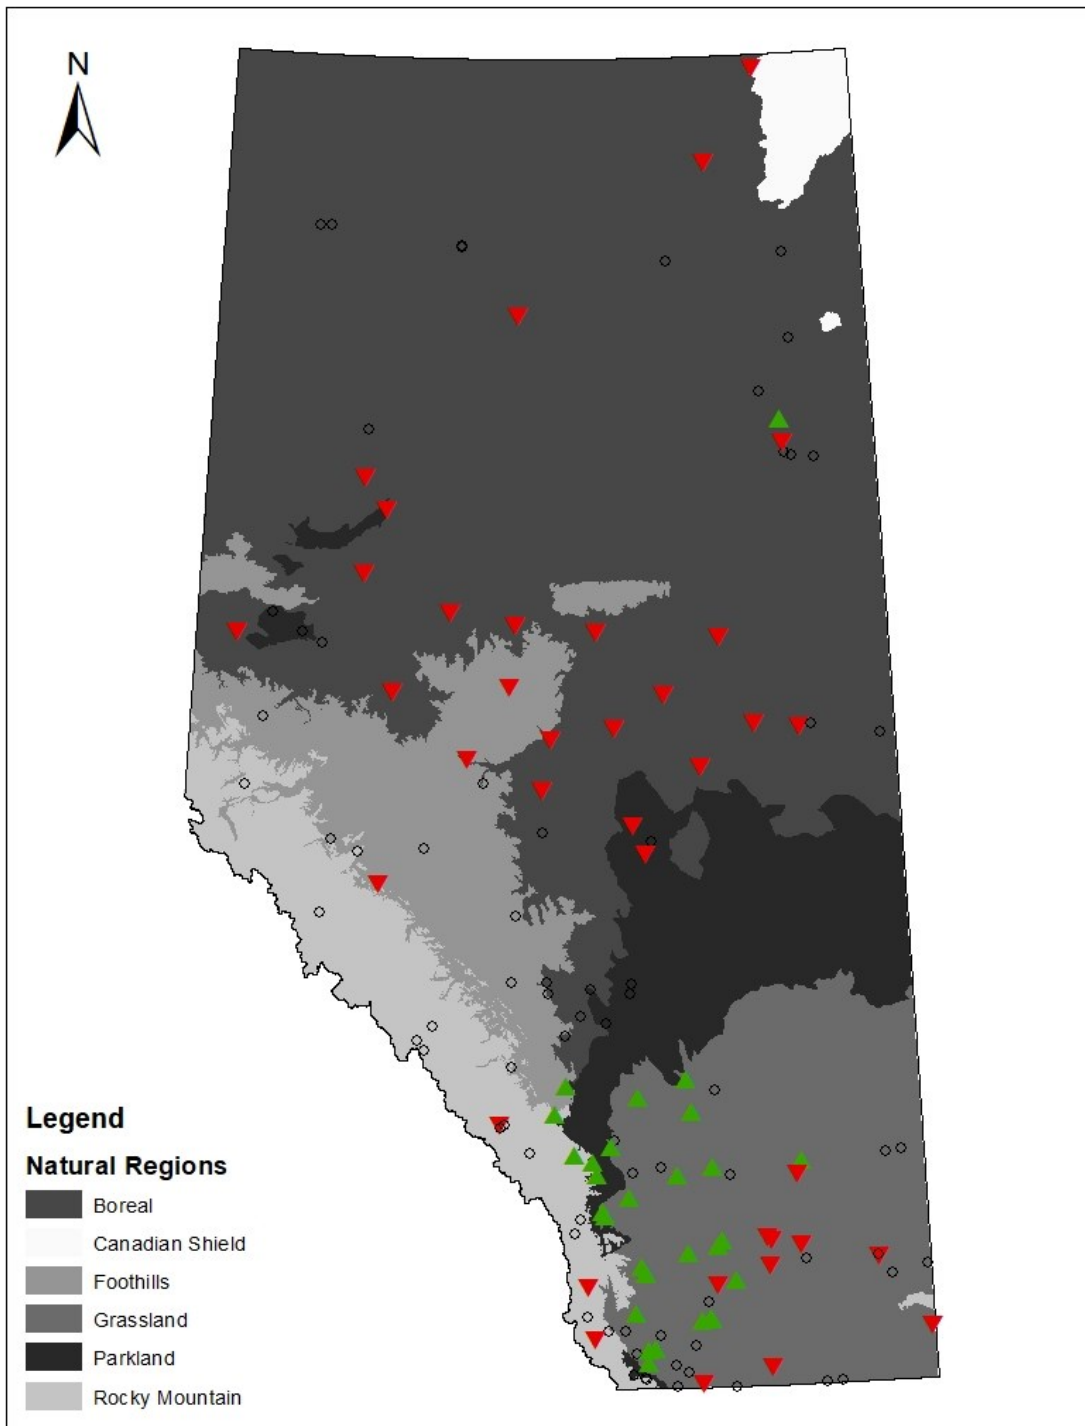 N
Legend
Natural Regions
Boreal
Canadian Shield
Foothills
Grassland
Parkland
Rocky Mountain